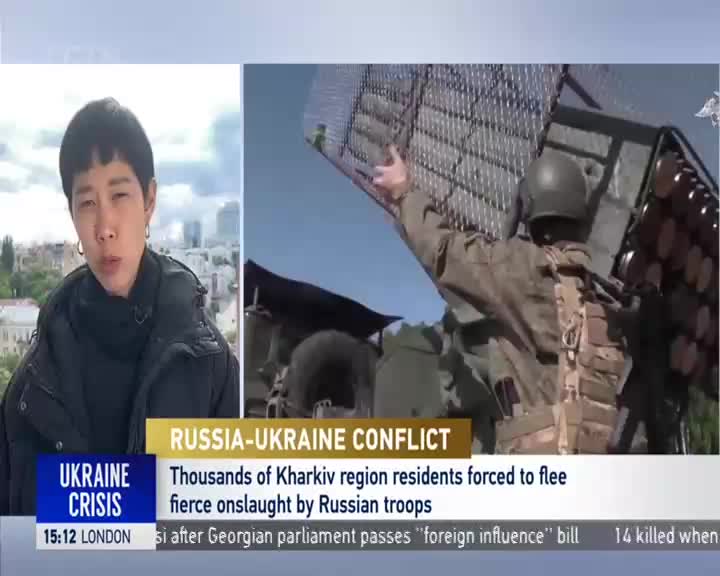 RUSSIA-UKRAINE CONFLICT
UKRAINE
CRISIS
Thousands of Kharkiv region residents forced to flee
fierce onslaught by Russian troops
15:12 LONDON
si after Georgian parliament passes "foreign influence" bill 14 killed when